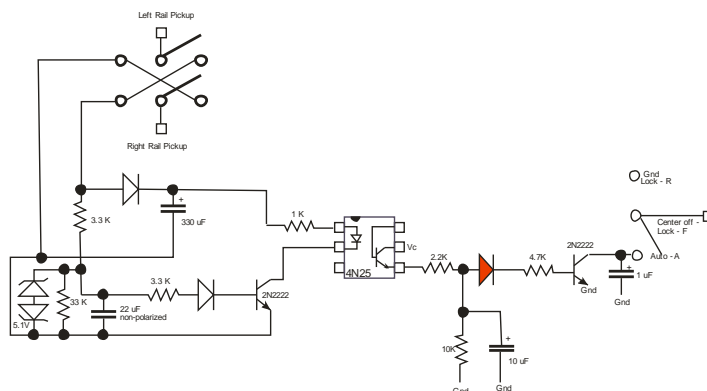 Left Rail Pickup
Right Rail Pickup
Gnd
Lock - R
Center off -
Lock - F
Auto - A
3.3 K
330 uF
1 K
4N25
Vc
2.2K
4.7K
2N2222
Gnd
1 uF
Gnd
33 K
5.1V
22 uF
non-polarized
3.3 K
2N2222
10K
10 uF
Gnd
Gnd
+
+
+